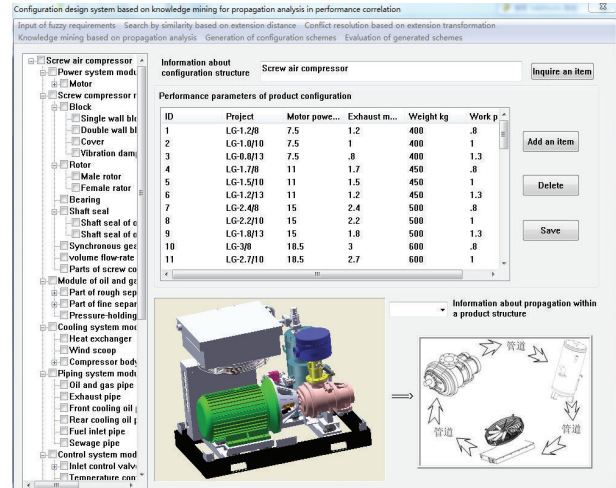 Configuration design system based on knowledge mining for propagation analysis in performance correlation
Input of fuzzy requirements Search by similarity based on extension distance Conflict resolution based on extension transformation
Knowledge mining based on propagation analysis Generation of configuration schemes Evaluation of generated schemes
Screw air compressor
Power system modu
Motor
Screw compressor r
Block
Single wall blo
Double wall bl
Cover
Vibration damp
Rotor
Male rotor
Female rator
Bearing
Shaft seal
Shaft seal of o
Shaft seal of o
Synchronous gea
volume flow-rate
Parts of screw co
Module of oil and ga
Part of rough sep
Part of fine separ
Pressure-holding
Cooling system mod
Heat exchanger
Wind scoop
Compressor body
Piping system modu
Oil and gas pipe
Exhaust pipe
Front cooling oil p
Rear cooling oil p
Fuel inlet pipe
Sewage pipe
Control system mod
Inlet control valve
Temperature con
Information about
configuration structure
Screw air compressor
Inquire an item
Performance parameters of product configuration
ID Project Motor powe... Exhaust m... Weight kg Work p
1 LG-1.2/8 7.5 1.2 400 .8
2 LG-1.0/10 7.5 1 400 1
3 LG-0.8/13 7.5 .8 400 1.3
4 LG-1.7/8 11 1.7 450 .8
5 LG-1.5/10 11 1.5 450 1
6 LG-1.2/13 11 1.2 450 1.3
7 LG-2.4/8 15 2.4 500 .8
8 LG-2.2/10 15 2.2 500 1
9 LG-1.8/13 15 1.8 500 1.3
10 LG-3/8 18.5 3 600 .8
11 LG-2.7/10 18.5 2.7 600 1
Add an item
Delete
Save
Information about propagation within
a product structure
管道
管道
管道
管道